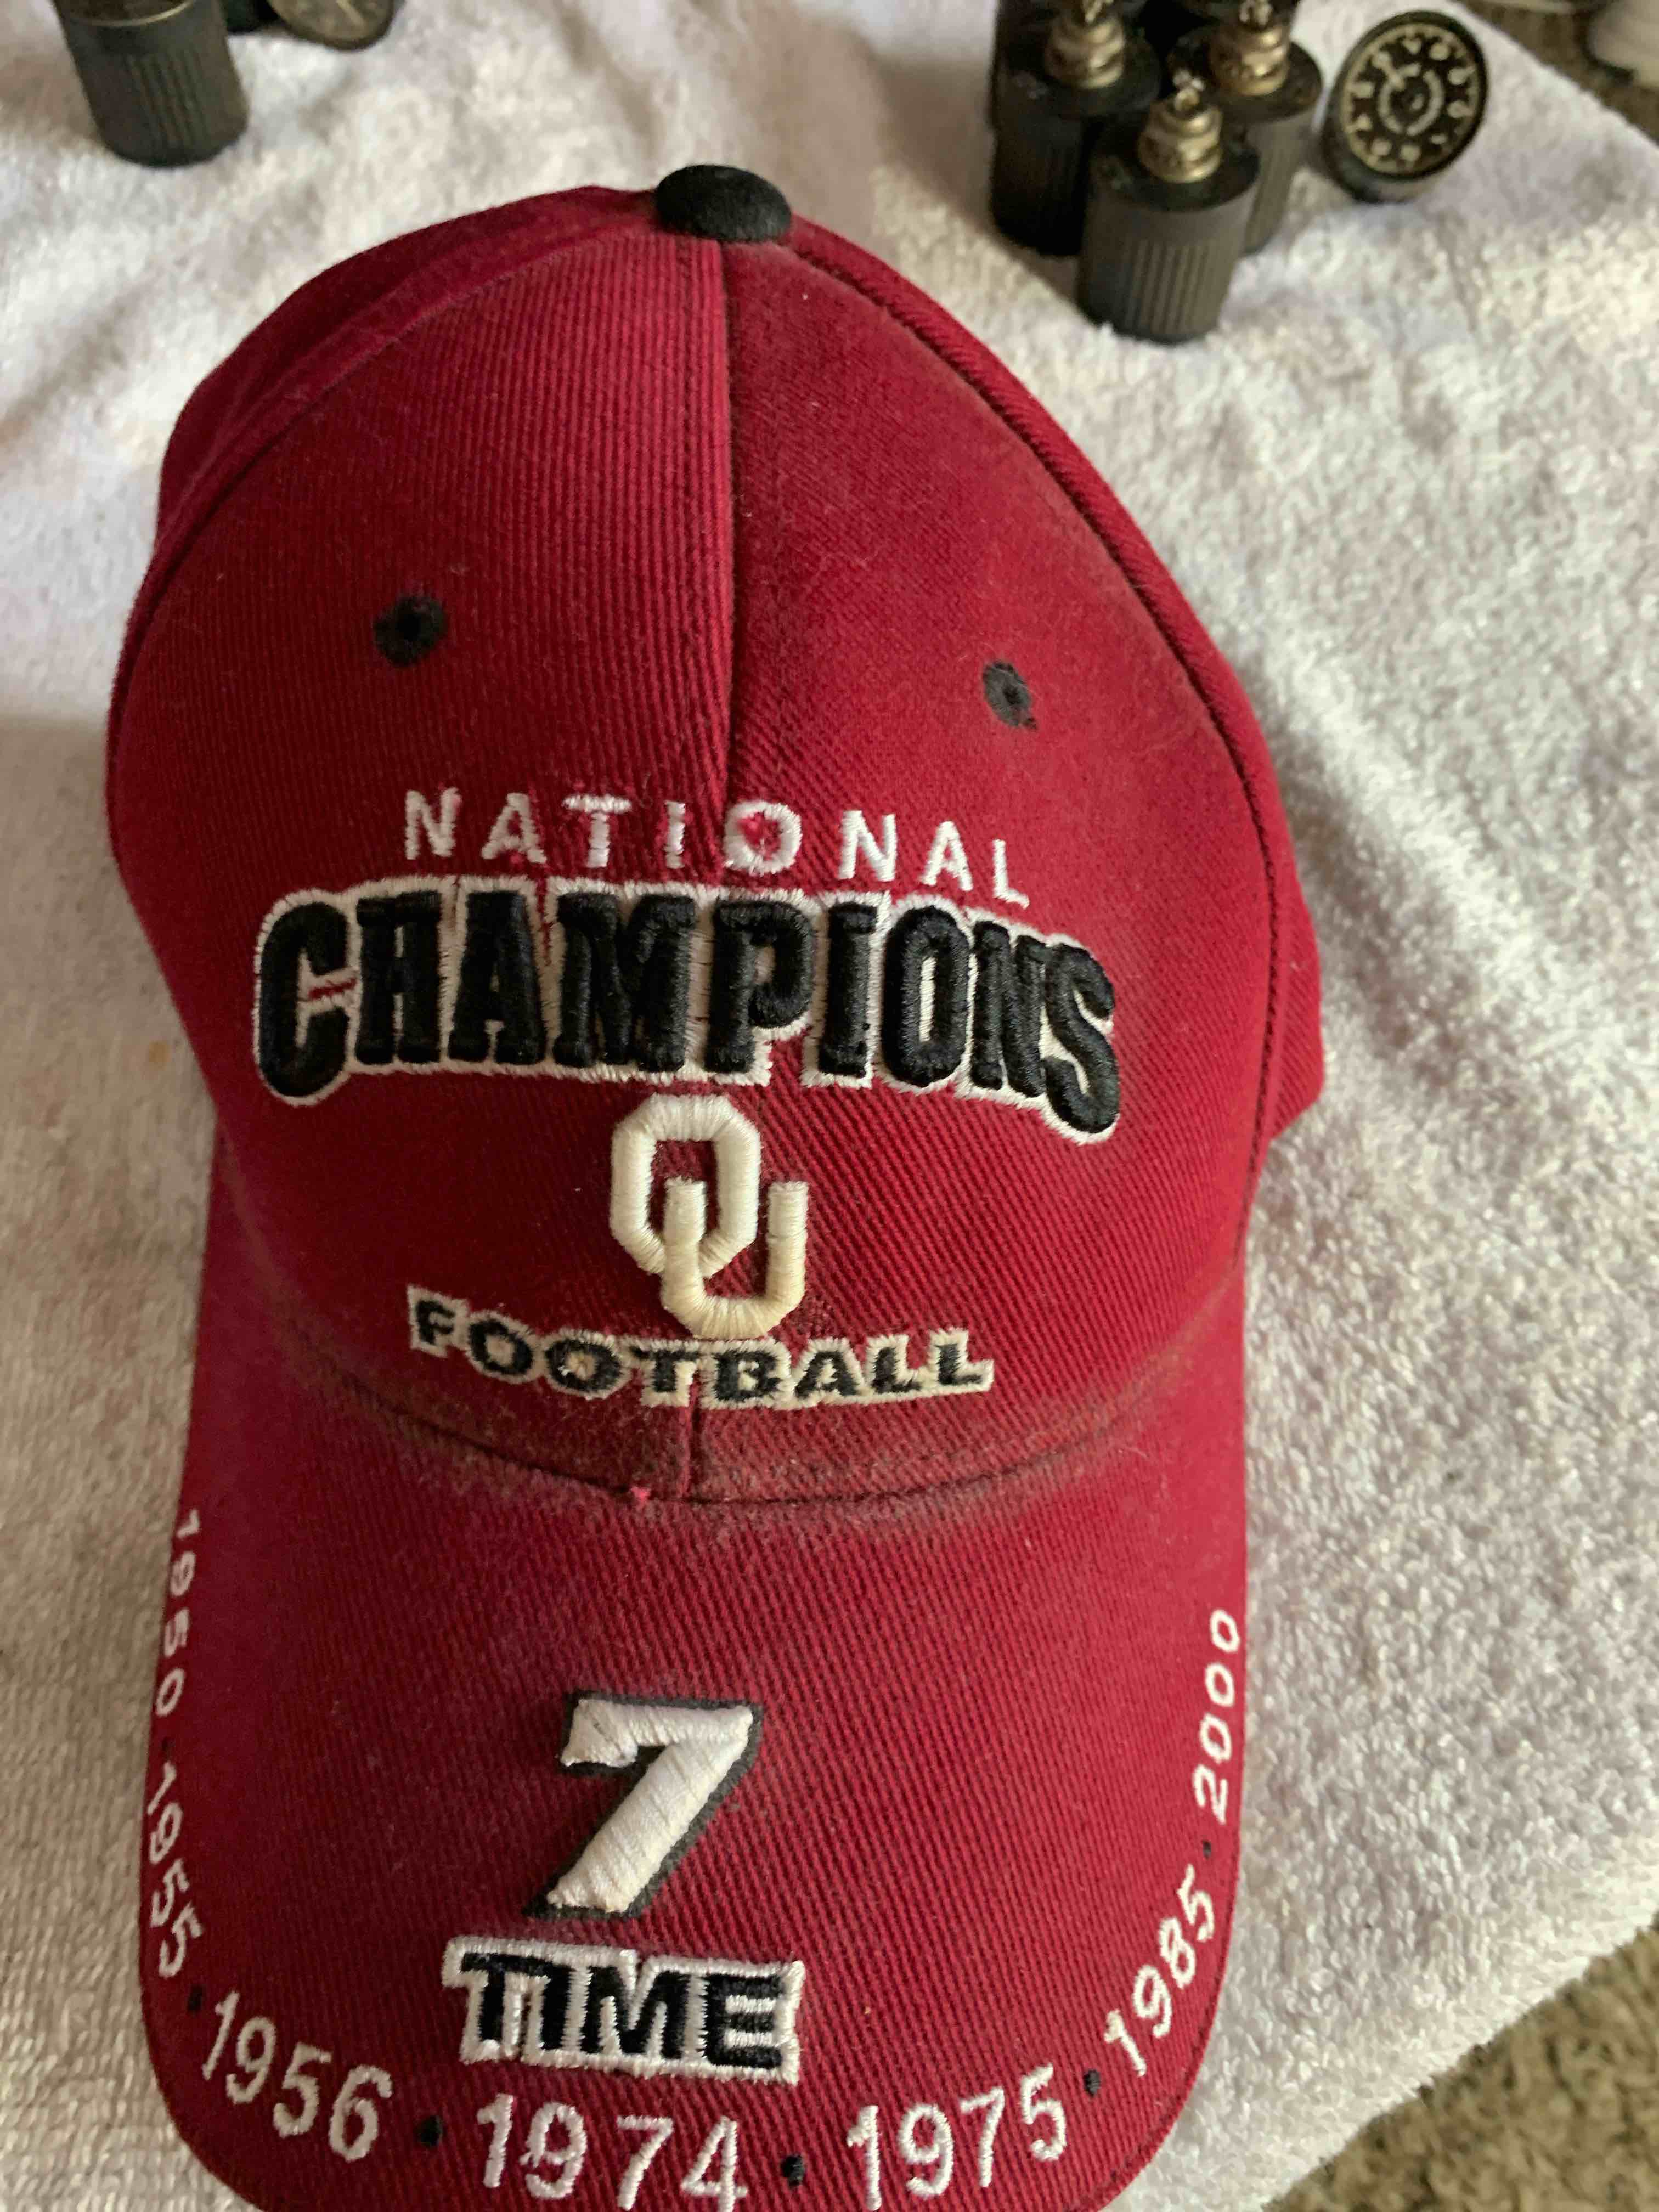 NATIONAL
CHAMPIONS
OU
FOOTBALL
7
TIME
1950 · 1955 · 1956 · 1974 · 1975 · 1985 · 2000